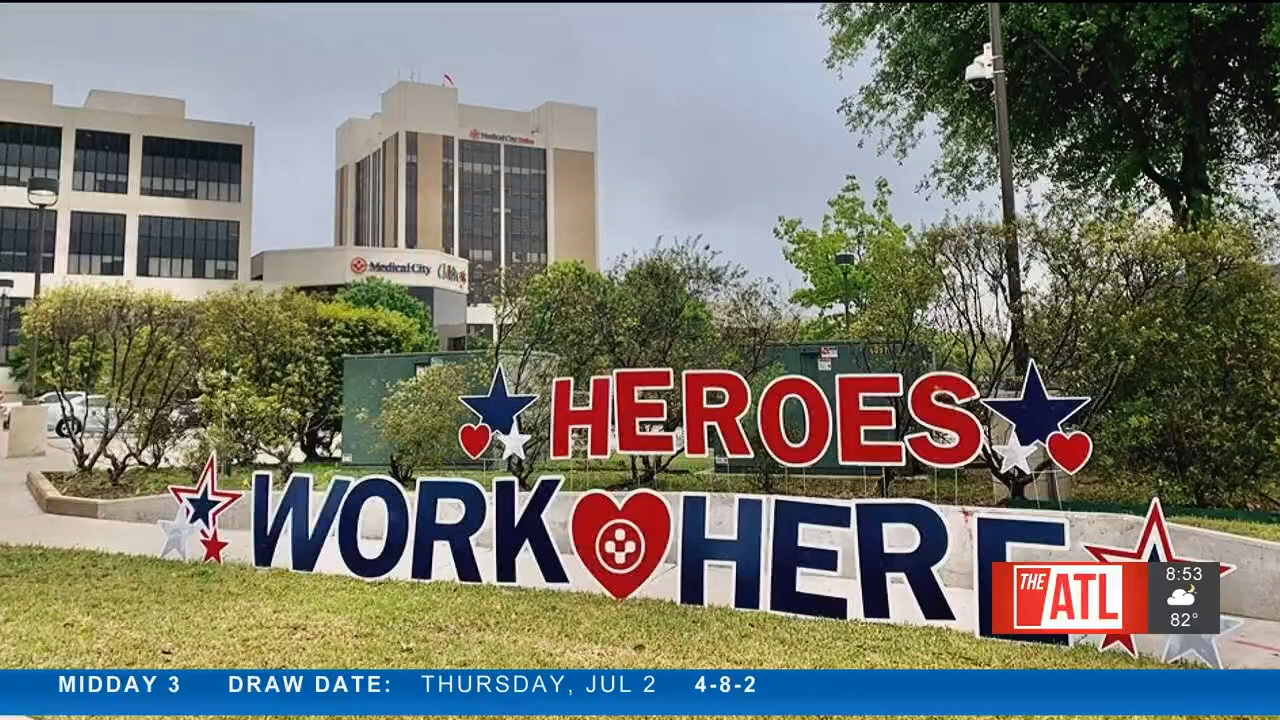 Medical City
Medical City
HEROES
WORK HERE
THE
ATL
8:53
82°
MIDDAY 3 DRAW DATE: THURSDAY, JUL 2 4-8-2